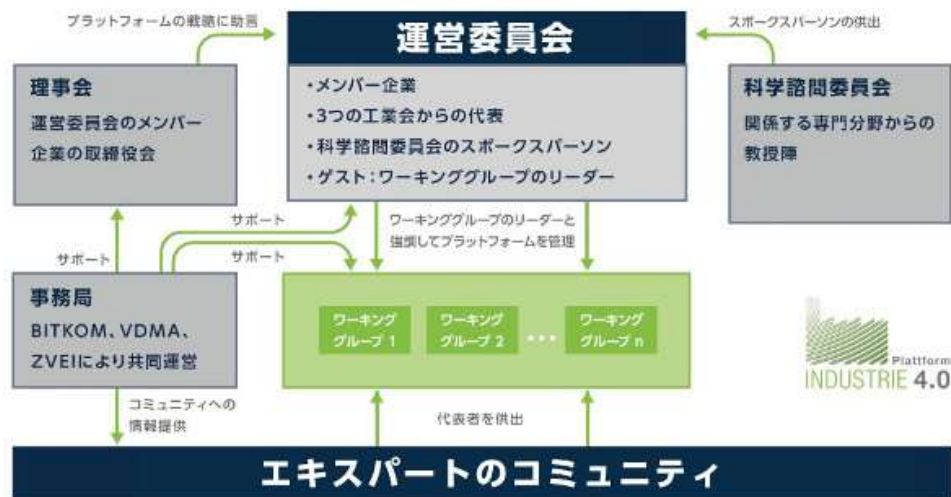 プラットフォームの戦略に助言
運営委員会
スポークスパーソンの供出
理事会
運営委員会のメンバー
企業の取締役会
・メンバー企業
・3つの工業会からの代表
・科学諮問委員会のスポークスパーソン
・ゲスト：ワーキンググループのリーダー
科学諮問委員会
関係する専門分野からの
教授陣
サポート
サポート
サポート
ワーキンググループのリーダーと
強調してプラットフォームを管理
事務局
BITKOM、VDMA、
ZVEIにより共同運営
ワーキング
グループ 1
ワーキング
グループ 2
•••
ワーキング
グループ n
Plattform
INDUSTRIE 4.0
コミュニティへの
情報提供
代表者を供出
エキスパートのコミュニティ